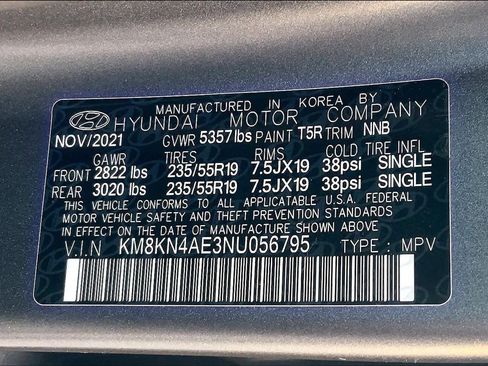 MANUFACTURED IN KOREA BY
HYUNDAI MOTOR COMPANY
NOV/2021 GVWR 5357 lbs PAINT T5R TRIM NNB
GAWR TIRES RIMS COLD TIRE INFL
FRONT 2822 lbs 235/55R19 7.5JX19 38psi SINGLE
REAR 3020 lbs 235/55R19 7.5JX19 38psi SINGLE
THIS VEHICLE CONFORMS TO ALL APPLICABLE U.S.A. FEDERAL
MOTOR VEHICLE SAFETY AND THEFT PREVENTION STANDARDS
IN EFFECT ON THE DATE OF MANUFACTURE SHOWN ABOVE.
V.I.N KM8KN4AE3NU056795 TYPE : MPV